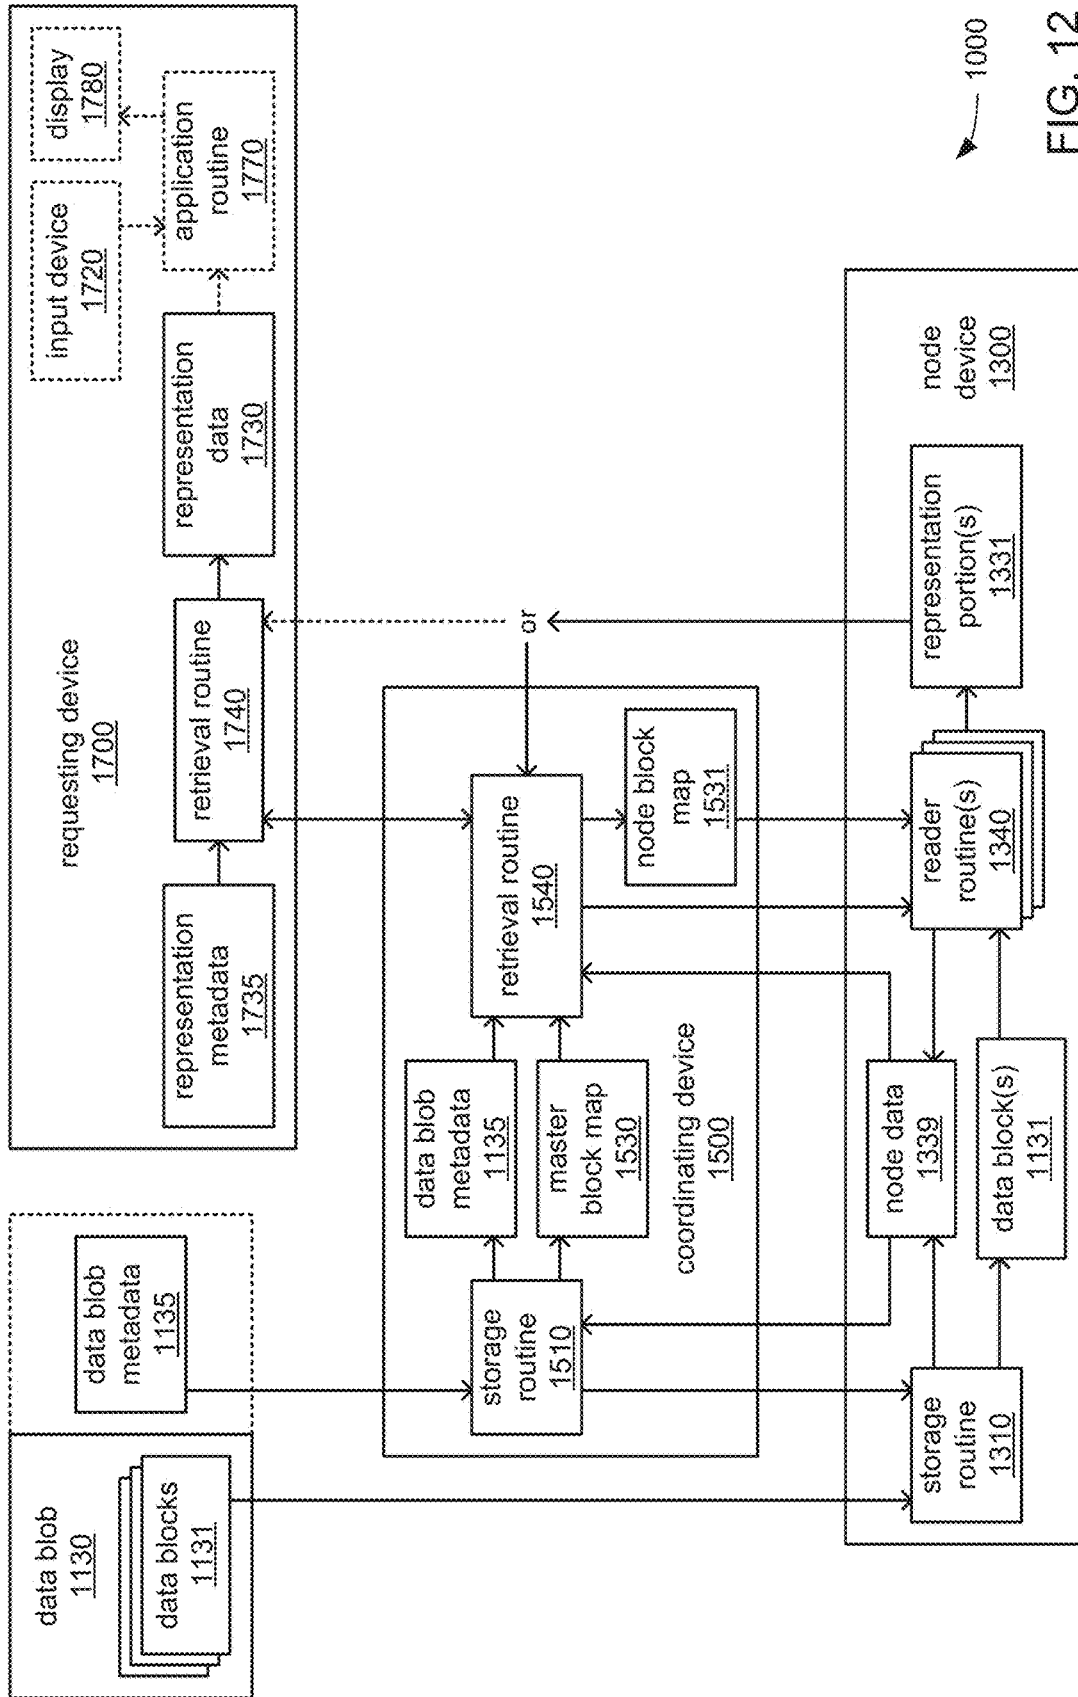 data blob
1130
data blocks
1131
data blob
metadata
1135
requesting device
1700
representation
metadata
1735
retrieval routine
1740
representation
data
1730
input device
1720
display
1780
application
routine
1770
storage
routine
1510
data blob
metadata
1135
master
block map
1530
coordinating device
1500
retrieval routine
1540
node block
map
1531
or
storage
routine
1310
node data
1339
data block(s)
1131
reader
routine(s)
1340
representation
portion(s)
1331
node
device
1300
1000
FIG. 12